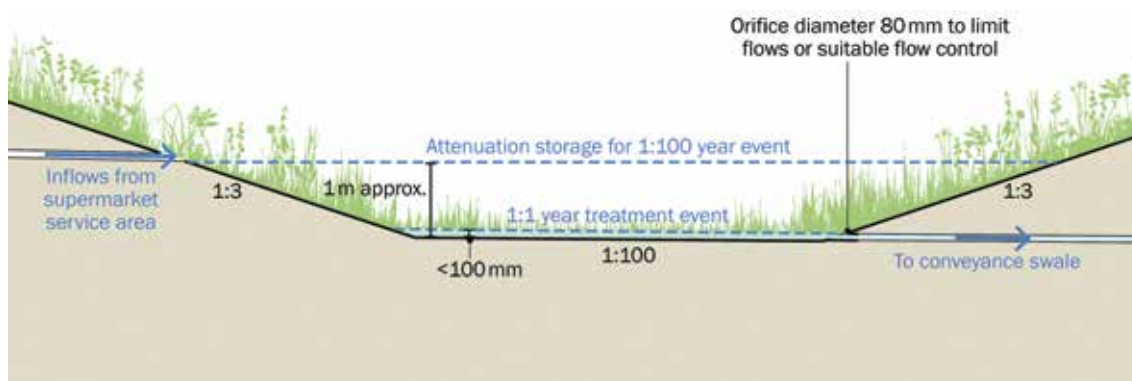 Orifice diameter 80 mm to limit
flows or suitable flow control
Attenuation storage for 1:100 year event
Inflows from
supermarket
service area
1:3
1 m approx.
1:3
1:1 year treatment event
<100 mm
1:100
To conveyance swale